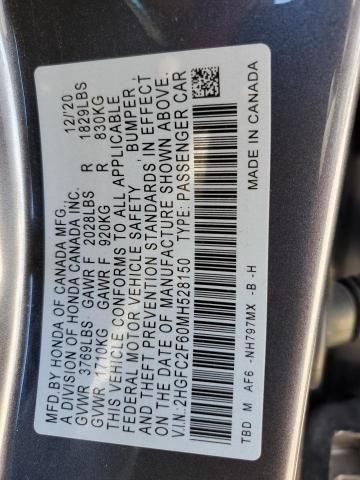 MFD.BY HONDA OF CANADA MFG., 12/'20
A DIVISION OF HONDA CANADA INC.
GVWR 3769LBS GAWR F 2028LBS R 1829LBS
GVWR 1710KG GAWR F 920KG R 830KG
THIS VEHICLE CONFORMS TO ALL APPLICABLE
FEDERAL MOTOR VEHICLE SAFETY, BUMPER,
AND THEFT PREVENTION STANDARDS IN EFFECT
ON THE DATE OF MANUFACTURE SHOWN ABOVE.
V.I.N.:2HGFC2F60MH528150 TYPE: PASSENGER CAR
TBD M AF6 -NH797MX -B -H MADE IN CANADA